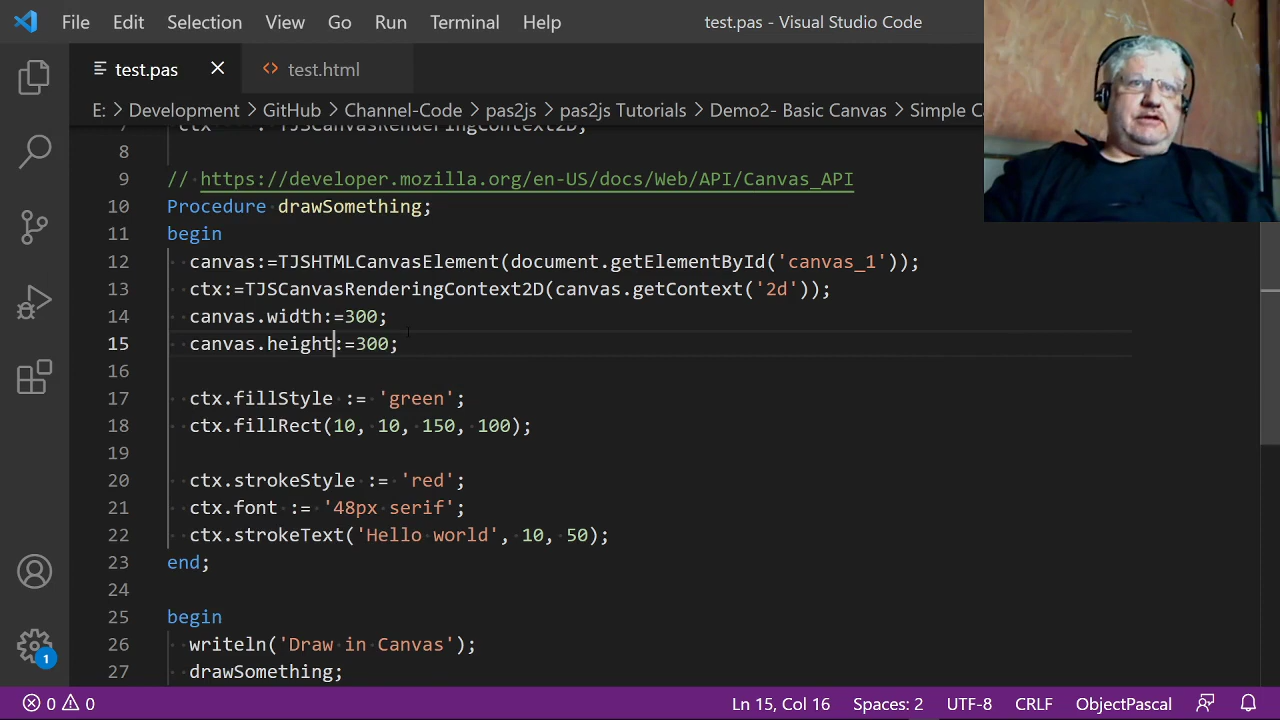 File Edit Selection View Go Run Terminal Help test.pas - Visual Studio Code
test.pas test.html
E: > Development > GitHub > Channel-Code > pas2js > pas2js Tutorials > Demo2- Basic Canvas > Simple C
7 ctx : TJSCanvasRenderingContext2D;
8
9 // https://developer.mozilla.org/en-US/docs/Web/API/Canvas_API
10 Procedure drawSomething;
11 begin
12 canvas:=TJSHTMLCanvasElement(document.getElementById('canvas_1'));
13 ctx:=TJSCanvasRenderingContext2D(canvas.getContext('2d'));
14 canvas.width:=300;
15 canvas.height:=300;
16
17 ctx.fillStyle := 'green';
18 ctx.fillRect(10, 10, 150, 100);
19
20 ctx.strokeStyle := 'red';
21 ctx.font := '48px serif';
22 ctx.strokeText('Hello world', 10, 50);
23 end;
24
25 begin
26 writeln('Draw in Canvas');
27 drawSomething;
1
0 0 Ln 15, Col 16 Spaces: 2 UTF-8 CRLF ObjectPascal